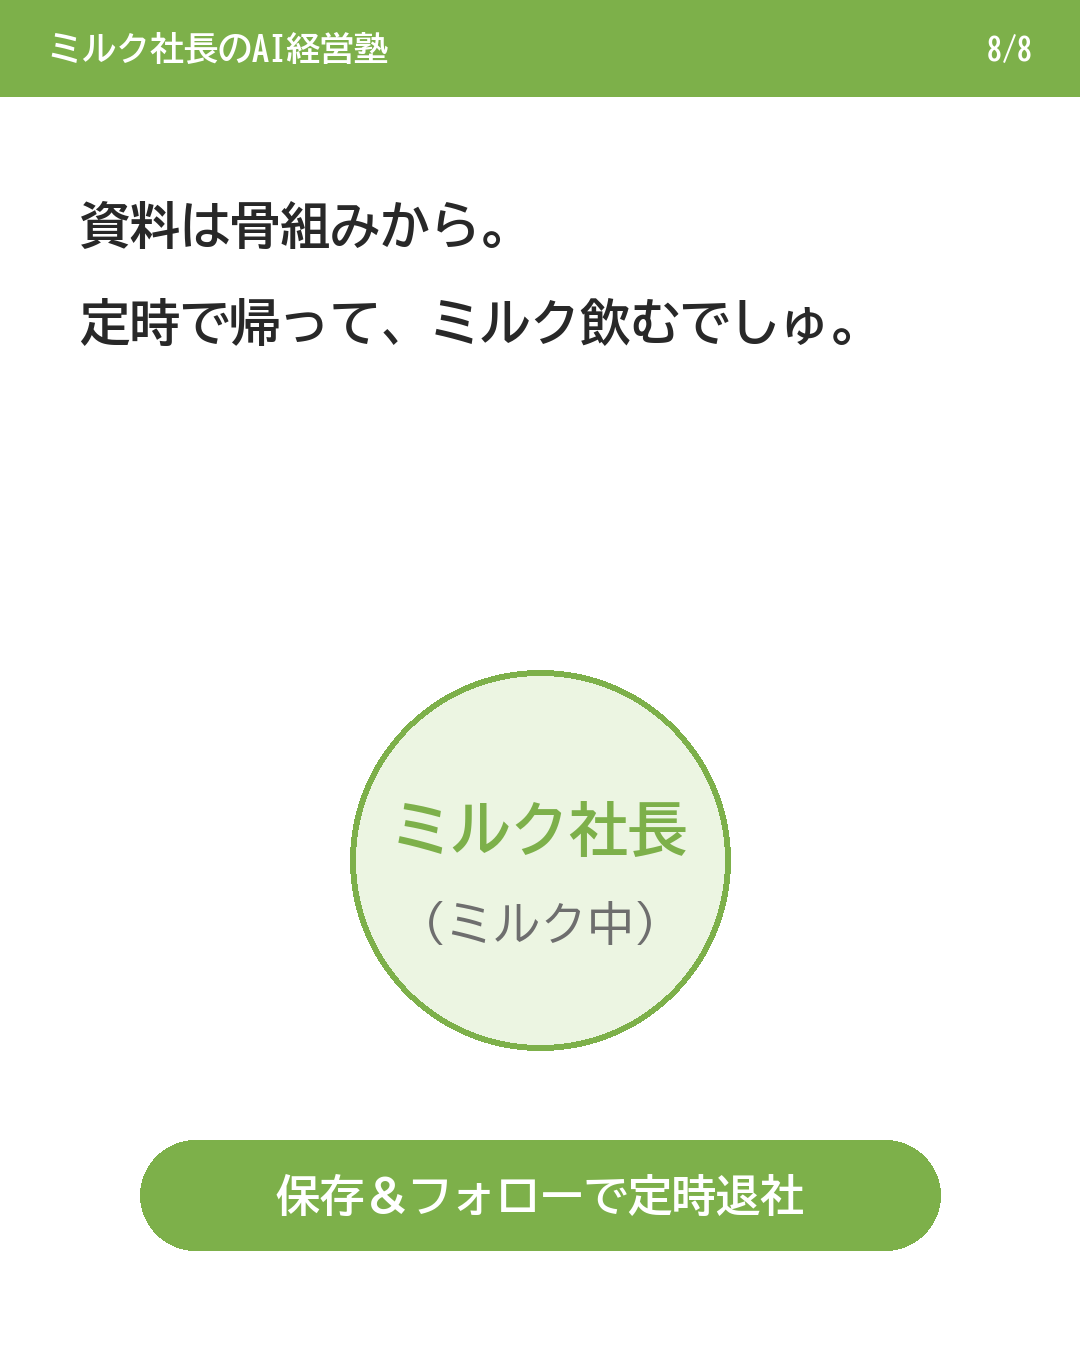 ミルク社長のAI経営塾
8/8
資料は骨組みから。
定時で帰って、ミルク飲むでしゅ。
ミルク社長
（ミルク中）
保存＆フォローで定時退社